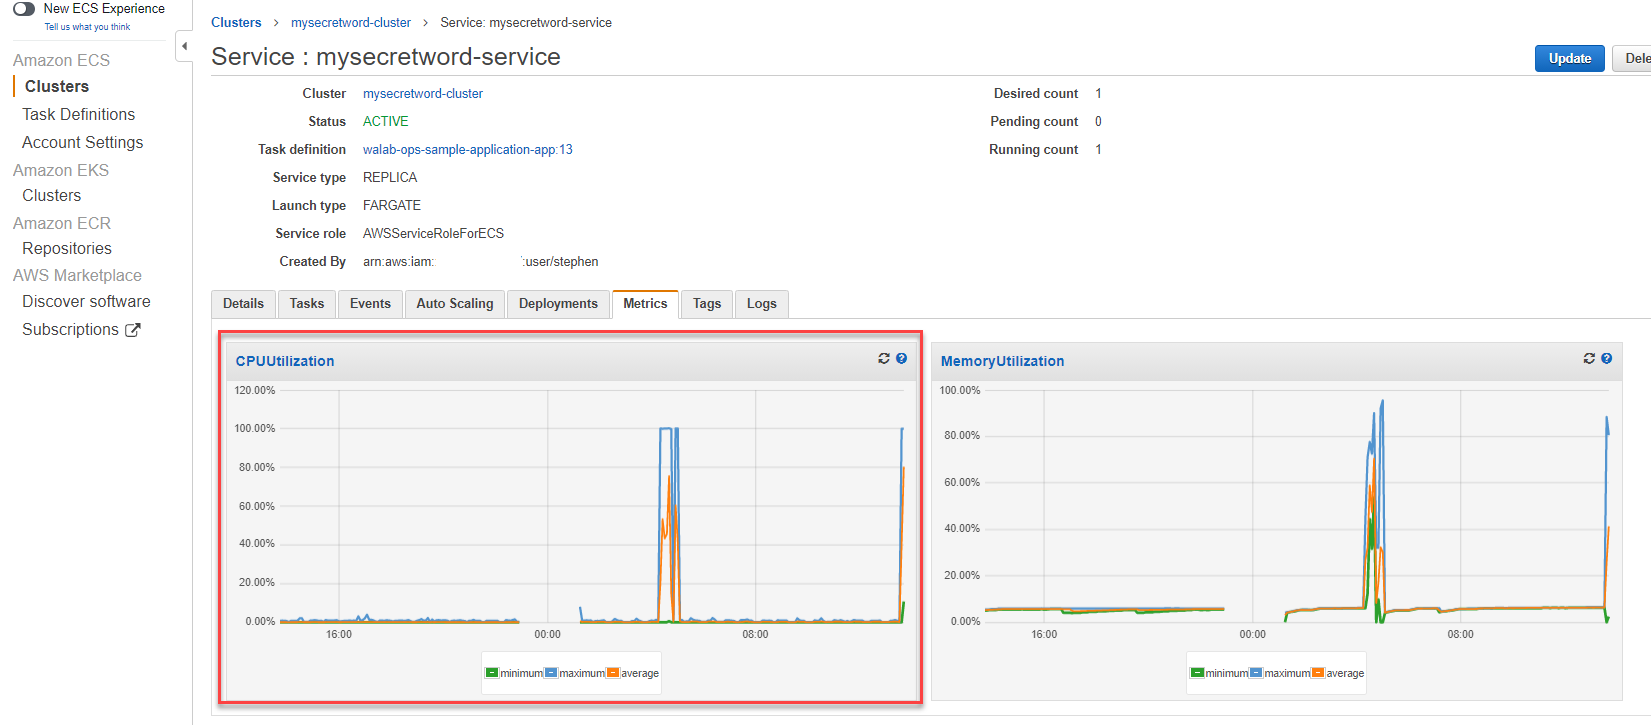 New ECS Experience
Tell us what you think
Amazon ECS
Clusters
Task Definitions
Account Settings
Amazon EKS
Clusters
Amazon ECR
Repositories
AWS Marketplace
Discover software
Subscriptions
Clusters > mysecretword-cluster > Service: mysecretword-service
Service : mysecretword-service
Update Dele
Cluster mysecretword-cluster
Status ACTIVE
Task definition walab-ops-sample-application-app:13
Service type REPLICA
Launch type FARGATE
Service role AWSServiceRoleForECS
Created By arn:aws:iam: :user/stephen
Desired count 1
Pending count 0
Running count 1
Details Tasks Events Auto Scaling Deployments Metrics Tags Logs
CPUUtilization
120.00%
100.00%
80.00%
60.00%
40.00%
20.00%
0.00%
16:00 00:00 08:00
minimum maximum average
MemoryUtilization
100.00%
80.00%
60.00%
40.00%
20.00%
0.00%
16:00 00:00 08:00
minimum maximum average